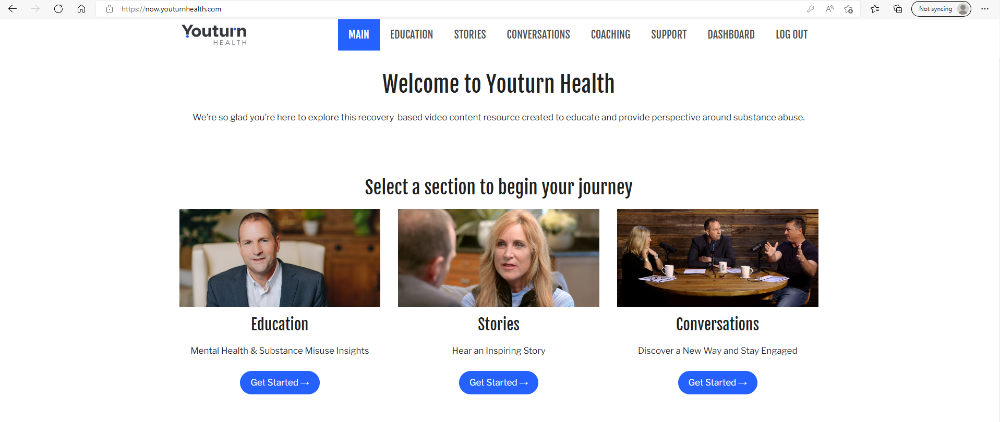 https://now.youturnhealth.com
Not syncing
Youturn
HEALTH
MAIN EDUCATION STORIES CONVERSATIONS COACHING SUPPORT DASHBOARD LOG OUT
Welcome to Youturn Health
We’re so glad you’re here to explore this recovery-based video content resource created to educate and provide perspective around substance abuse.
Select a section to begin your journey
Education
Mental Health & Substance Misuse Insights
Get Started →
Stories
Hear an Inspiring Story
Get Started →
Conversations
Discover a New Way and Stay Engaged
Get Started →